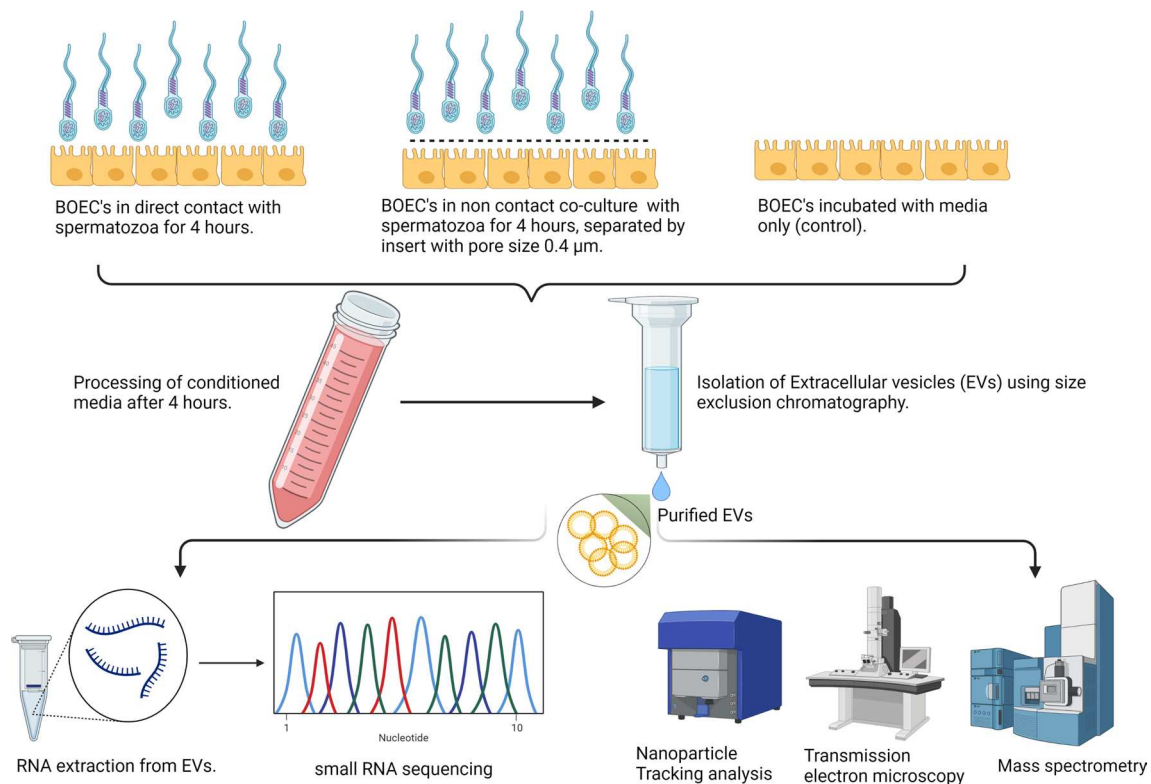 BOEC's in direct contact with
spermatozoa for 4 hours.
BOEC's in non contact co-culture with
spermatozoa for 4 hours, separated by
insert with pore size 0.4 µm.
BOEC's incubated with media
only (control).
Processing of conditioned
media after 4 hours.
Isolation of Extracellular vesicles (EVs) using size
exclusion chromatography.
Purified EVs
1
Nucleotide
10
RNA extraction from EVs.
small RNA sequencing
Nanoparticle
Tracking analysis
Transmission
electron microscopy
Mass spectrometry